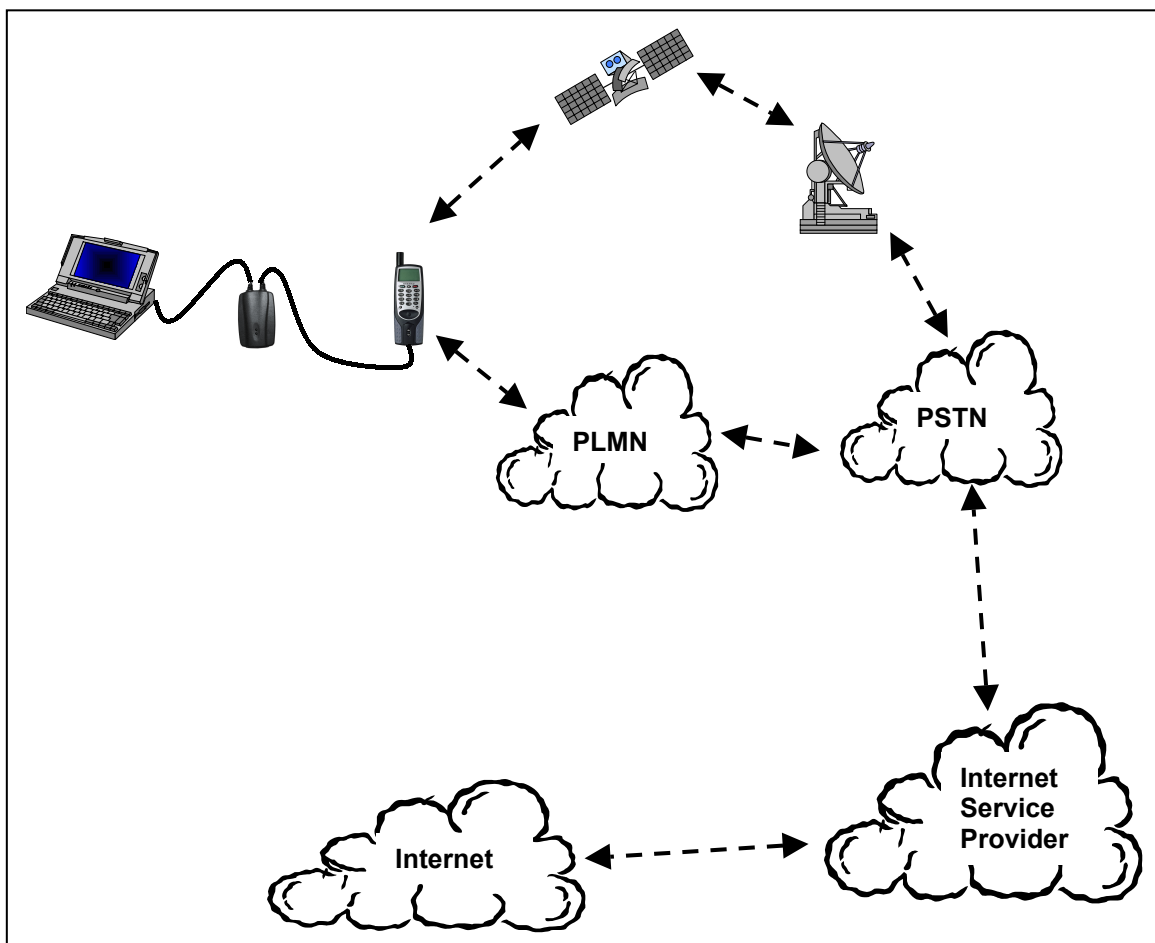 PLMN
PSTN
Internet
Service
Provider
Internet